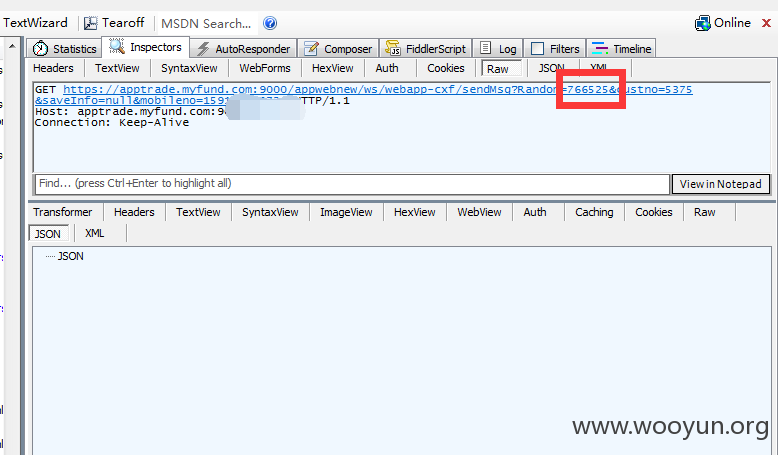 TextWizard Tearoff MSDN Search... Online
Statistics Inspectors AutoResponder Composer FiddlerScript Log Filters Timeline
Headers TextView SyntaxView WebForms HexView Auth Cookies Raw JSON XML
GET https://apptrade.myfund.com:9000/appwebnew/ws/webapp-cxf/sendMsg?Random=766525&custno=5375
&saveInfo=null&mobileno=1591 TTP/1.1
Host: apptrade.myfund.com:9
Connection: Keep-Alive
Find... (press Ctrl+Enter to highlight all) View in Notepad
Transformer Headers TextView SyntaxView ImageView HexView WebView Auth Caching Cookies Raw
JSON XML
JSON
www.wooyun.org